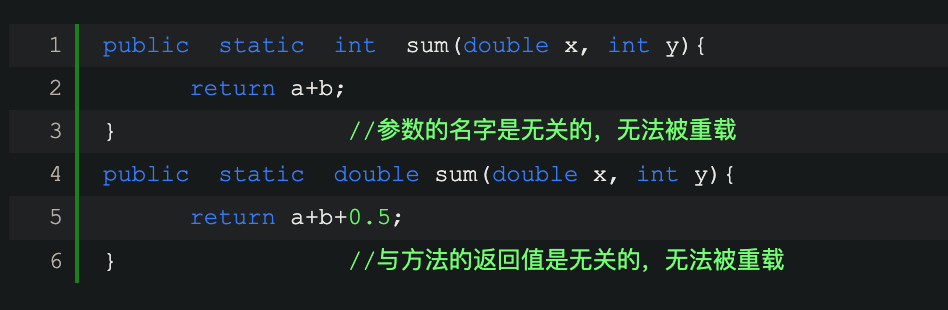 1 public static int sum(double x, int y){
2 return a+b;
3 } //参数的名字是无关的，无法被重载
4 public static double sum(double x, int y){
5 return a+b+0.5;
6 } //与方法的返回值是无关的，无法被重载